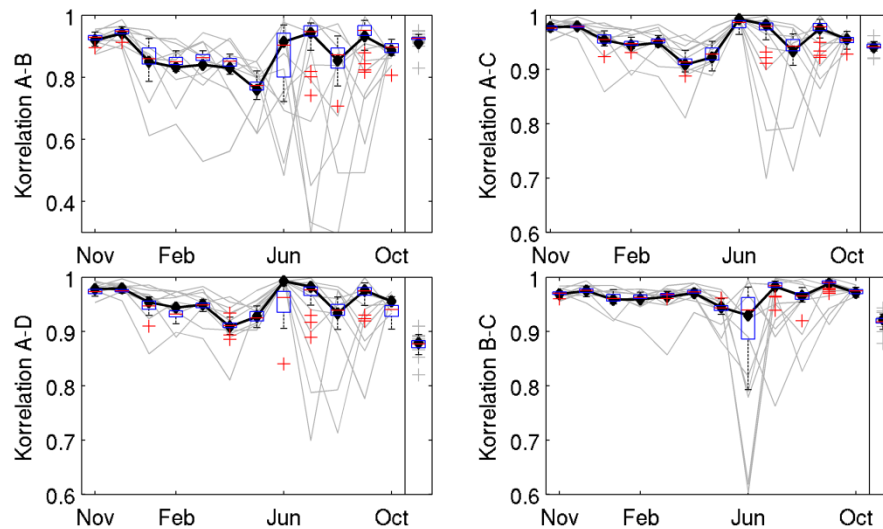 Korrelation A-B
1
0.8
0.6
0.4
Nov Feb Jun Oct
Korrelation A-C
1
0.9
0.8
0.7
0.6
Nov Feb Jun Oct
Korrelation A-D
1
0.9
0.8
0.7
0.6
Nov Feb Jun Oct
Korrelation B-C
1
0.9
0.8
0.7
0.6
Nov Feb Jun Oct